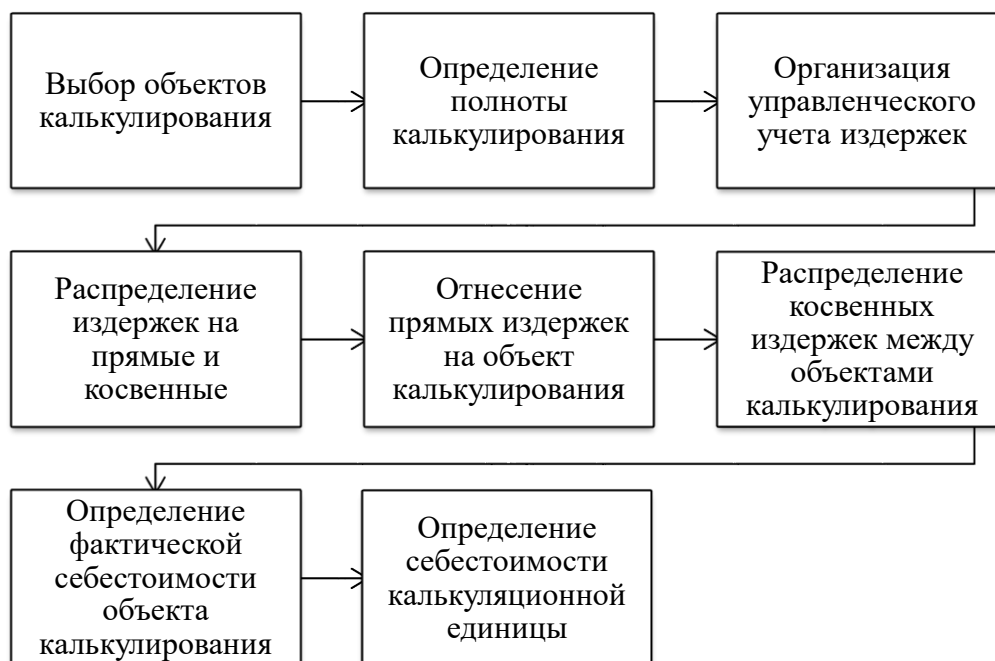 Выбор объектов
калькулирования
Определение
полноты
калькулирования
Организация
управленческого
учета издержек
Распределение
издержек на
прямые и
косвенные
Отнесение
прямых издержек
на объект
калькулирования
Распределение
косвенных
издержек между
объектами
калькулирования
Определение
фактической
себестоимости
объекта
калькулирования
Определение
себестоимости
калькуляционной
единицы